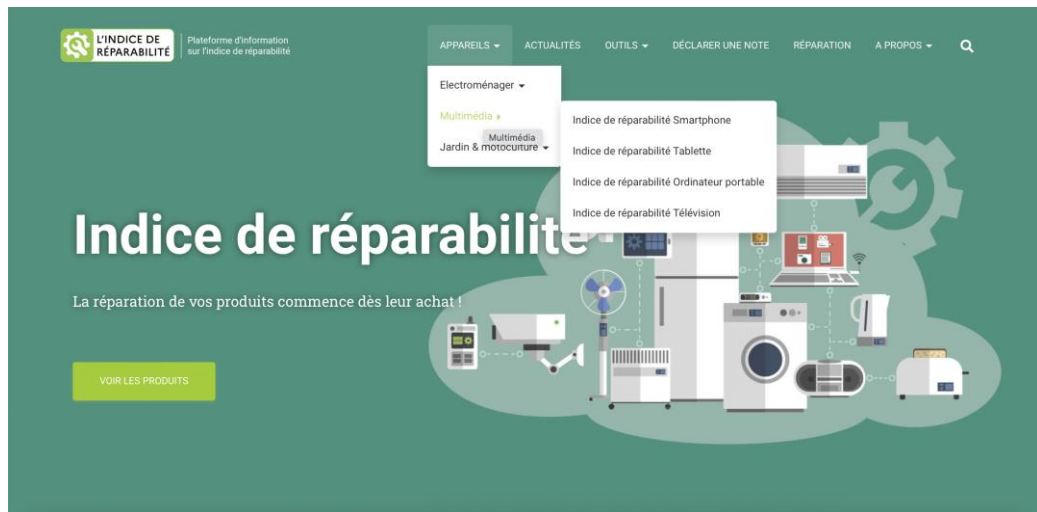 L'INDICE DE
RÉPARABILITÉ
Plateforme d'information
sur l'indice de réparabilité
APPAREILS
ACTUALITÉS
OUTILS
DÉCLARER UNE NOTE
RÉPARATION
A PROPOS
Electroménager
Multimédia
Multimédia
Jardin & motoculture
Indice de réparabilité Smartphone
Indice de réparabilité Tablette
Indice de réparabilité Ordinateur portable
Indice de réparabilité Télévision
Indice de réparabilité
La réparation de vos produits commence dès leur achat !
VOIR LES PRODUITS